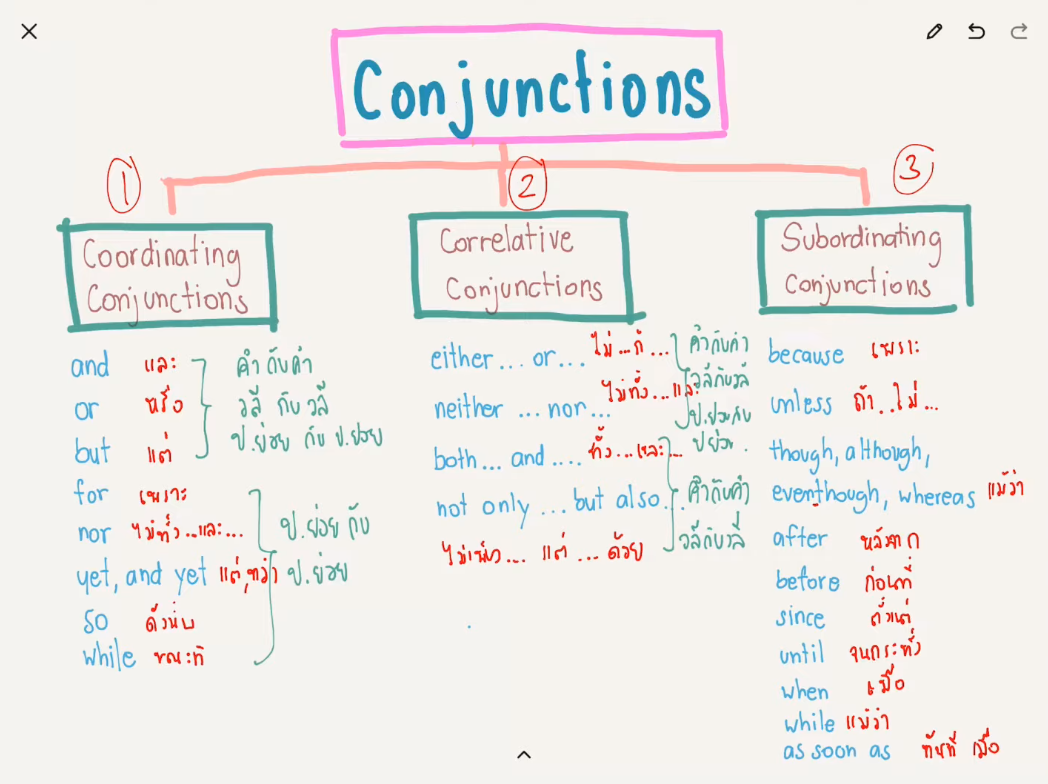 Conjunctions
1
2
3
Coordinating
Conjunctions
and และ
or หรือ
but แต่
คำกับคำ
วลี กับ วลี
ป.ย่อย กับ ป.ย่อย
for เพราะ
nor ไม่ทั้ง...และ...
yet, and yet แต่,ทว่า
so ดังนั้น
while ขณะที่
ป.ย่อย กับ
ป.ย่อย
Correlative
Conjunctions
either... or... ไม่...ก็...
neither ... nor... ไม่ทั้ง...และ
คำกับคำ
วลีกับวลี
ป.ย่อยกับ
ป.ย่อย.
both... and .... ทั้ง...และ...
not only ... but also...
ไม่เพียง... แต่ ... ด้วย
คำกับคำ
วลีกับวลี
Subordinating
Conjunctions
because เพราะ
unless ถ้า..ไม่...
though, although,
eventhough, whereas แม้ว่า
after หลังจาก
before ก่อนที่
since ตั้งแต่
until จนกระทั่ง
when เมื่อ
while แม้ว่า
as soon as ทันที เมื่อ